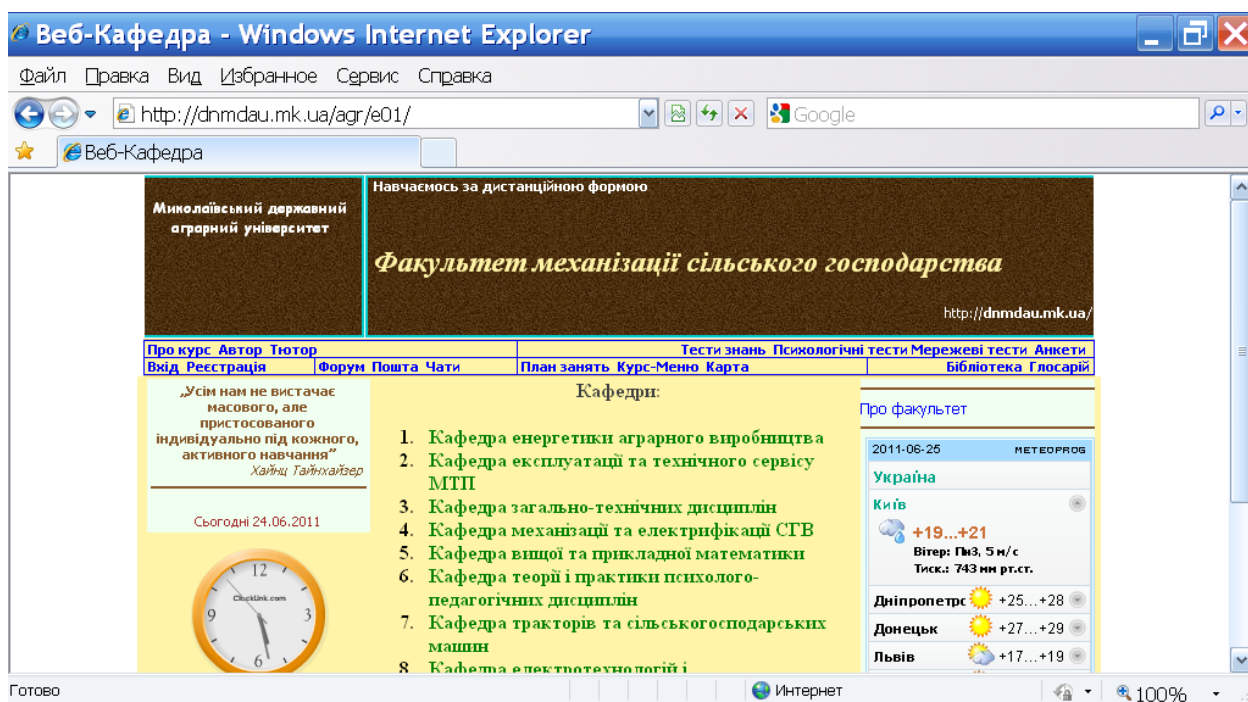 Веб-Кафедра - Windows Internet Explorer
Файл Правка Вид Избранное Сервис Справка
http://dnmdau.mk.ua/agr/e01/
Google
Веб-Кафедра
Миколаївський державний
аграрний університет
Навчаємось за дистанційною формою
Факультет механізації сільського господарства
http://dnmdau.mk.ua/
Про курс Автор Тютор
Тести знань Психологічні тести Мережеві тести Анкети
Вхід Реєстрація Форум Пошта Чати План занять Курс-Меню Карта Бібліотека Глосарій
„Усім нам не вистачає
масового, але
пристосованого
індивідуально під кожного,
активного навчання”
Хайнц Тайнхайзер
Сьогодні 24.06.2011
12
ClockLink.com
9 3
6
Кафедри:
1. Кафедра енергетики аграрного виробництва
2. Кафедра експлуатації та технічного сервісу
МТП
3. Кафедра загально-технічних дисциплін
4. Кафедра механізації та електрифікації СГВ
5. Кафедра вищої та прикладної математики
6. Кафедра теорії і практики психолого-
педагогічних дисциплін
7. Кафедра тракторів та сільськогосподарських
машин
8 Кафедра електротехнологій і
Про факультет
2011-06-25 METEOPROG
Україна
Київ
+19...+21
Вітер: ПнЗ, 5 м/с
Тиск.: 743 мм рт.ст.
Дніпропетрс +25...+28
Донецьк +27...+29
Львів +17...+19
Готово
Интернет
100%